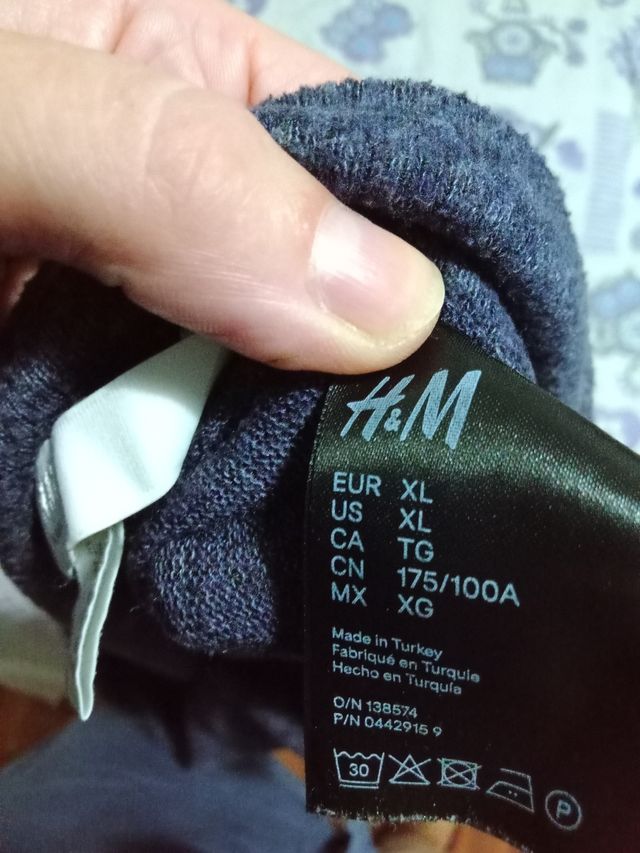 H&M
EUR XL
US XL
CA TG
CN 175/100A
MX XG
Made in Turkey
Fabriqué en Turquie
Hecho en Turquía
O/N 138574
P/N 0442915 9
30
P